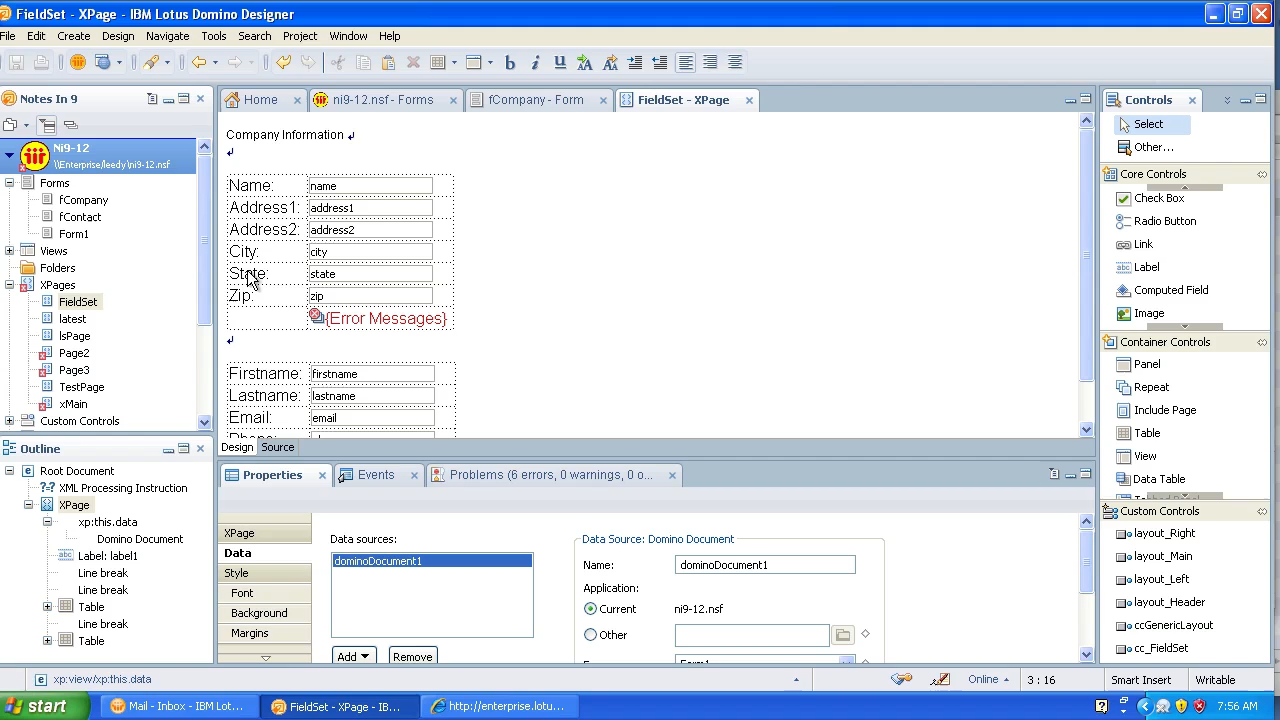 FieldSet - XPage - IBM Lotus Domino Designer
File Edit Create Design Navigate Tools Search Project Window Help
Notes In 9
Home
ni9-12.nsf - Forms
fCompany - Form
FieldSet - XPage
Controls
Ni9-12
\\Enterprise/leedy\ni9-12.nsf
Forms
fCompany
fContact
Form1
Views
Folders
XPages
FieldSet
latest
lsPage
Page2
Page3
TestPage
xMain
Custom Controls
Company Information
Name: name
Address1: address1
Address2: address2
City: city
State: state
Zip: zip
{Error Messages}
Firstname: firstname
Lastname: lastname
Email: email
Design Source
Select
Other...
Core Controls
Check Box
Radio Button
Link
Label
Computed Field
Image
Container Controls
Panel
Repeat
Include Page
Table
View
Data Table
Custom Controls
layout_Right
layout_Main
layout_Left
layout_Header
ccGenericLayout
cc_FieldSet
Outline
Root Document
XML Processing Instruction
XPage
xp:this.data
Domino Document
Label: label1
Line break
Line break
Table
Line break
Table
Properties
Events
Problems (6 errors, 0 warnings, 0 o...
XPage
Data
Style
Font
Background
Margins
Data sources:
dominoDocument1
Add
Remove
Data Source: Domino Document
Name: dominoDocument1
Application:
Current ni9-12.nsf
Other
xp:view/xp:this.data
Online
3 : 16
Smart Insert
Writable
start
Mail - Inbox - IBM Lot...
FieldSet - XPage - IB...
http://enterprise.lotu...
7:56 AM